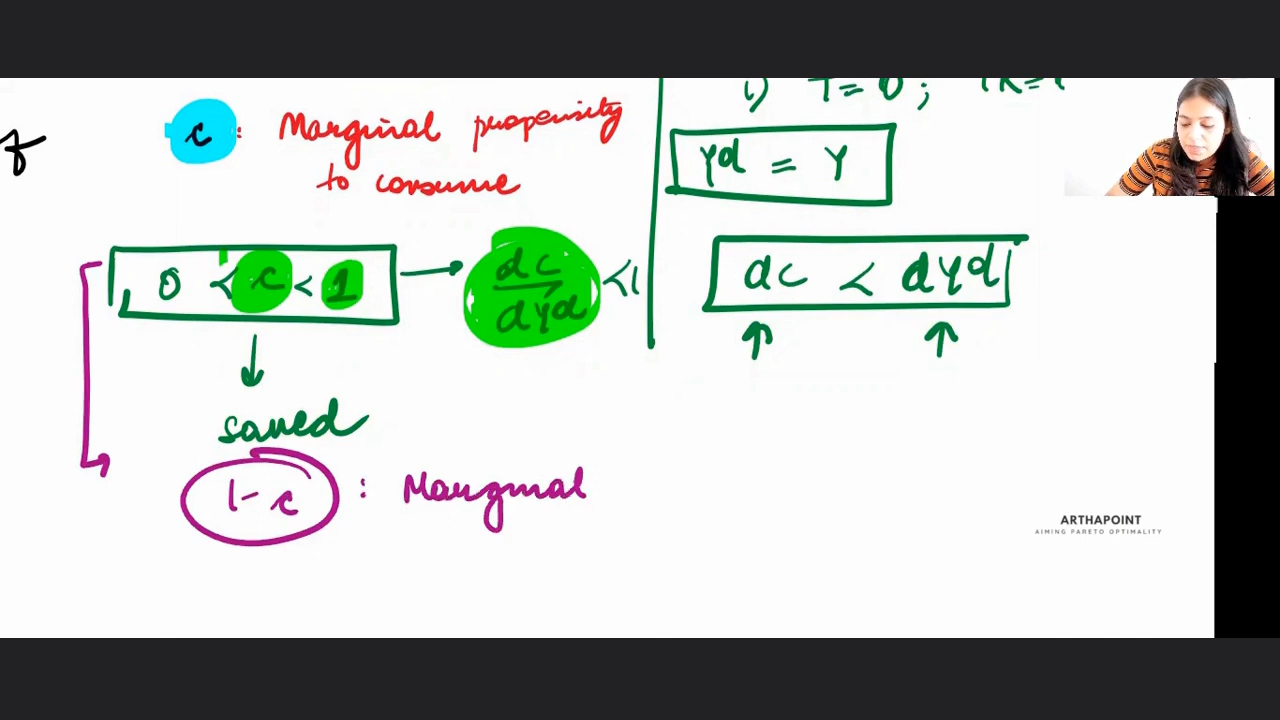 c : Marginal propensity
to consume
0 < c < 1 → dc/dYd < 1
↓
saved
1-c : Marginal
i) T=0 ;
Yd = Y
dc < dYd
↑ ↑
ARTHAPOINT
AIMING PARETO OPTIMALITY